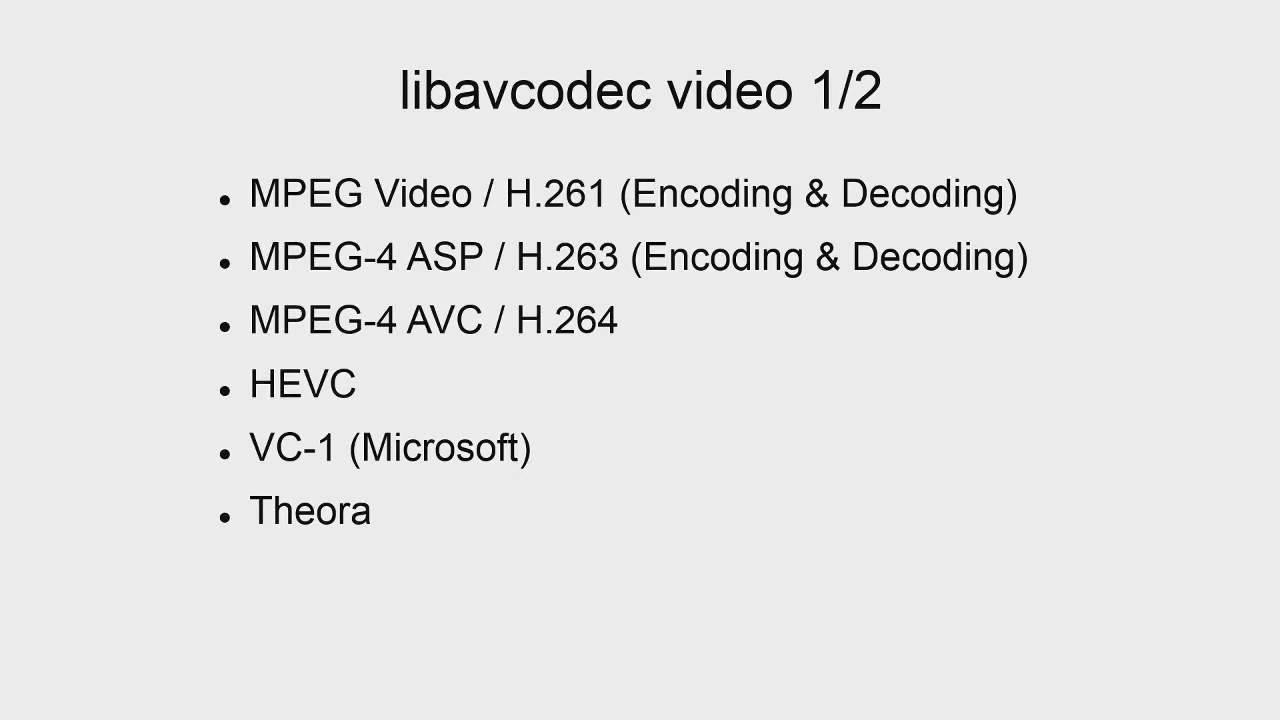 libavcodec video 1/2
• MPEG Video / H.261 (Encoding & Decoding)
• MPEG-4 ASP / H.263 (Encoding & Decoding)
• MPEG-4 AVC / H.264
• HEVC
• VC-1 (Microsoft)
• Theora